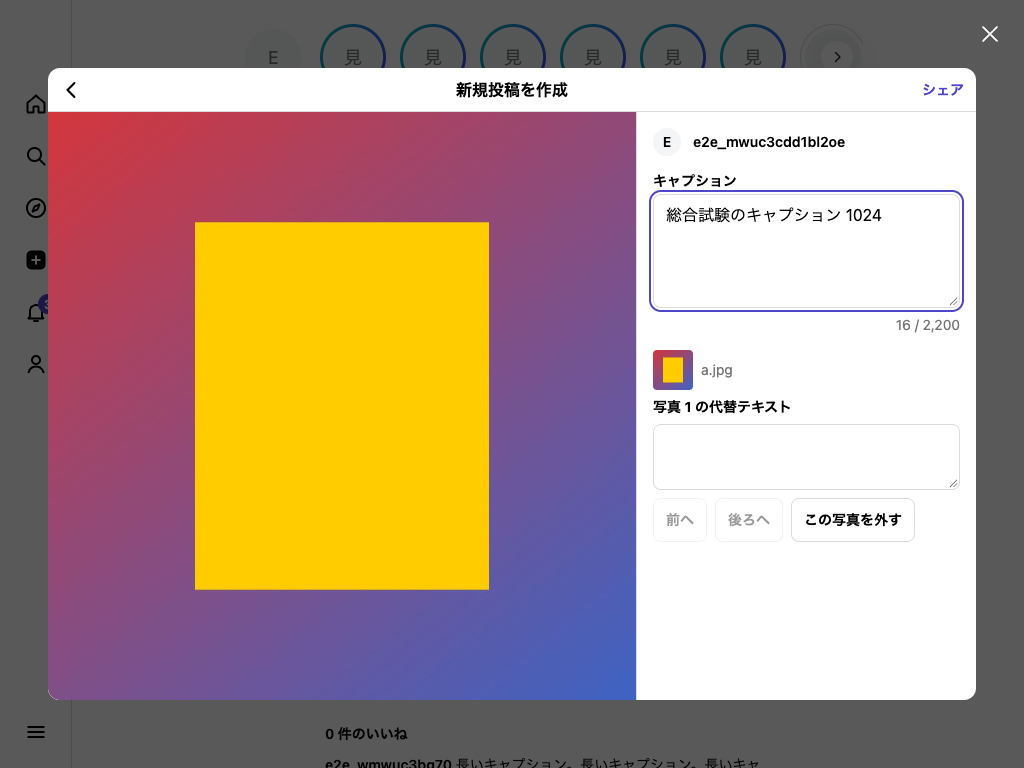 E
見
見
見
見
見
見
新規投稿を作成
シェア
E
e2e_mwuc3cdd1bl2oe
キャプション
総合試験のキャプション 1024
16 / 2,200
a.jpg
写真 1 の代替テキスト
前へ
後ろへ
この写真を外す
0 件のいいね
e2e_wmwuc3bg70 長いキャプション。長いキャプション。長いキャ